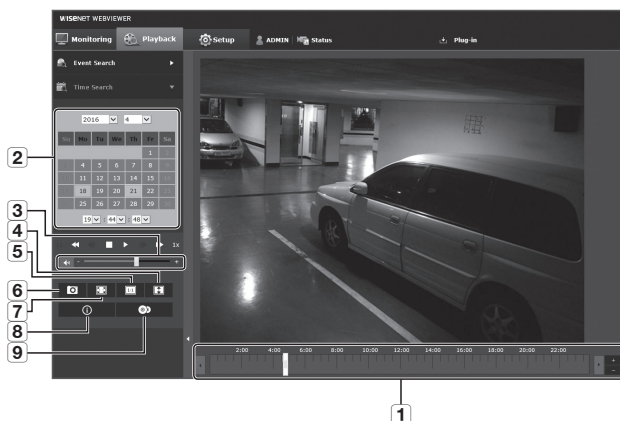 WISENET WEBVIEWER
Monitoring Playback Setup ADMIN Status Plug-in
Event Search
Time Search
2016 4
Su Mo Tu We Th Fr Sa
1
4 5 6 7 8
11 12 13 14 15
18 19 20 21 22
25 26 27 28 29
19 : 44 : 48
1x
- +
1:1
2:00 4:00 6:00 8:00 10:00 12:00 14:00 16:00 18:00 20:00 22:00
+
-
2
3
4
5
6
7
8
9
1